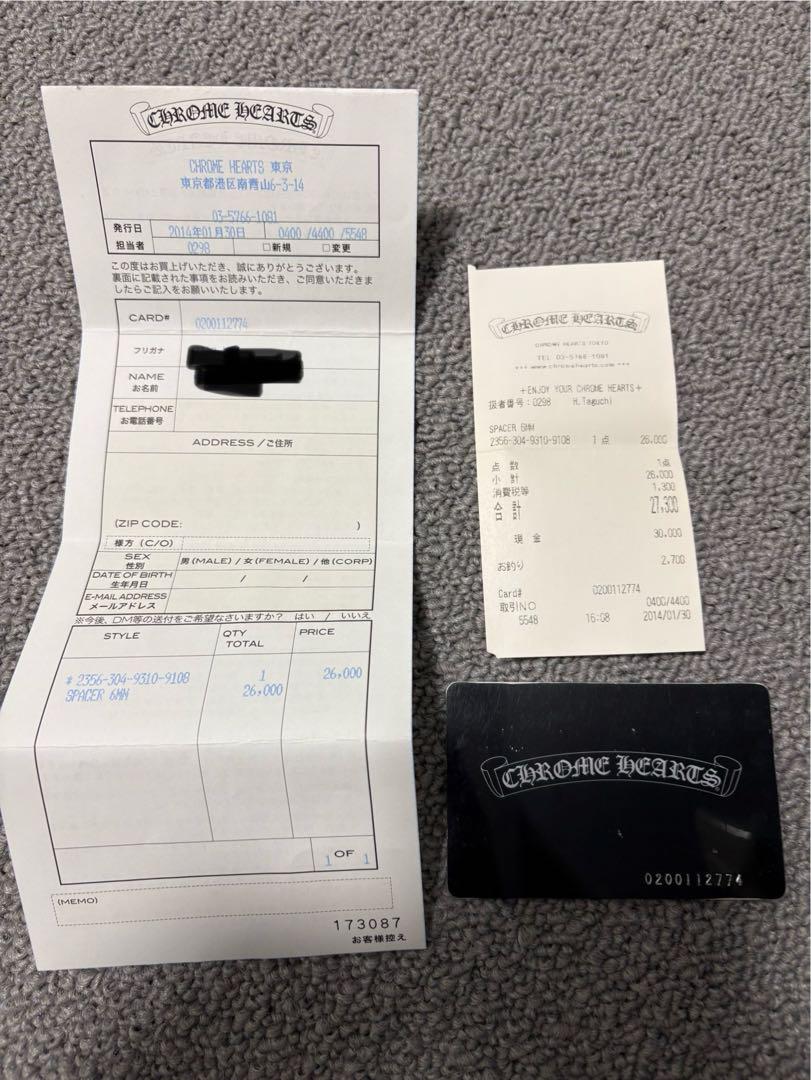 CHROME HEARTS
CHROME HEARTS 東京
東京都港区南青山6-3-14
03-5766-1081
発行日 2014年01月30日 0400 /4400 /5548
担当者 0298 □新規 □変更
この度はお買上げいただき、誠にありがとうございます。
裏面に記載された事項をお読みいただき、ご同意いただきま
したらご記入をお願いいたします。
CARD# 0200112774
フリガナ
NAME
お名前
TELEPHONE
お電話番号
ADDRESS /ご住所
(ZIP CODE: )
様方 (C/O)
SEX
性別
男(MALE) / 女(FEMALE) / 他(CORP)
DATE OF BIRTH
生年月日
/ /
E-MAIL ADDRESS
メールアドレス
※今後、DM等の送付をご希望なさいますか? はい / いいえ
STYLE QTY TOTAL PRICE
# 2356-304-9310-9108 1 26,000
SPACER 6MM 26,000
1 OF 1
(MEMO)
173087
お客様控え
CHROME HEARTS
CHROME HEARTS TOKYO
TEL 03-5766-1081
*** www.chromehearts.com ***
+ENJOY YOUR CHROME HEARTS+
扱者番号:0298 H.Taguchi
SPACER 6MM
2356-304-9310-9108 1 点 26,000
点 数 1点
小 計 26,000
消費税等 1,300
合 計 27,300
現 金 30,000
お釣り 2,700
Card# 0200112774
取引NO 0400/4400
5548 16:08 2014/01/30
CHROME HEARTS
0200112774